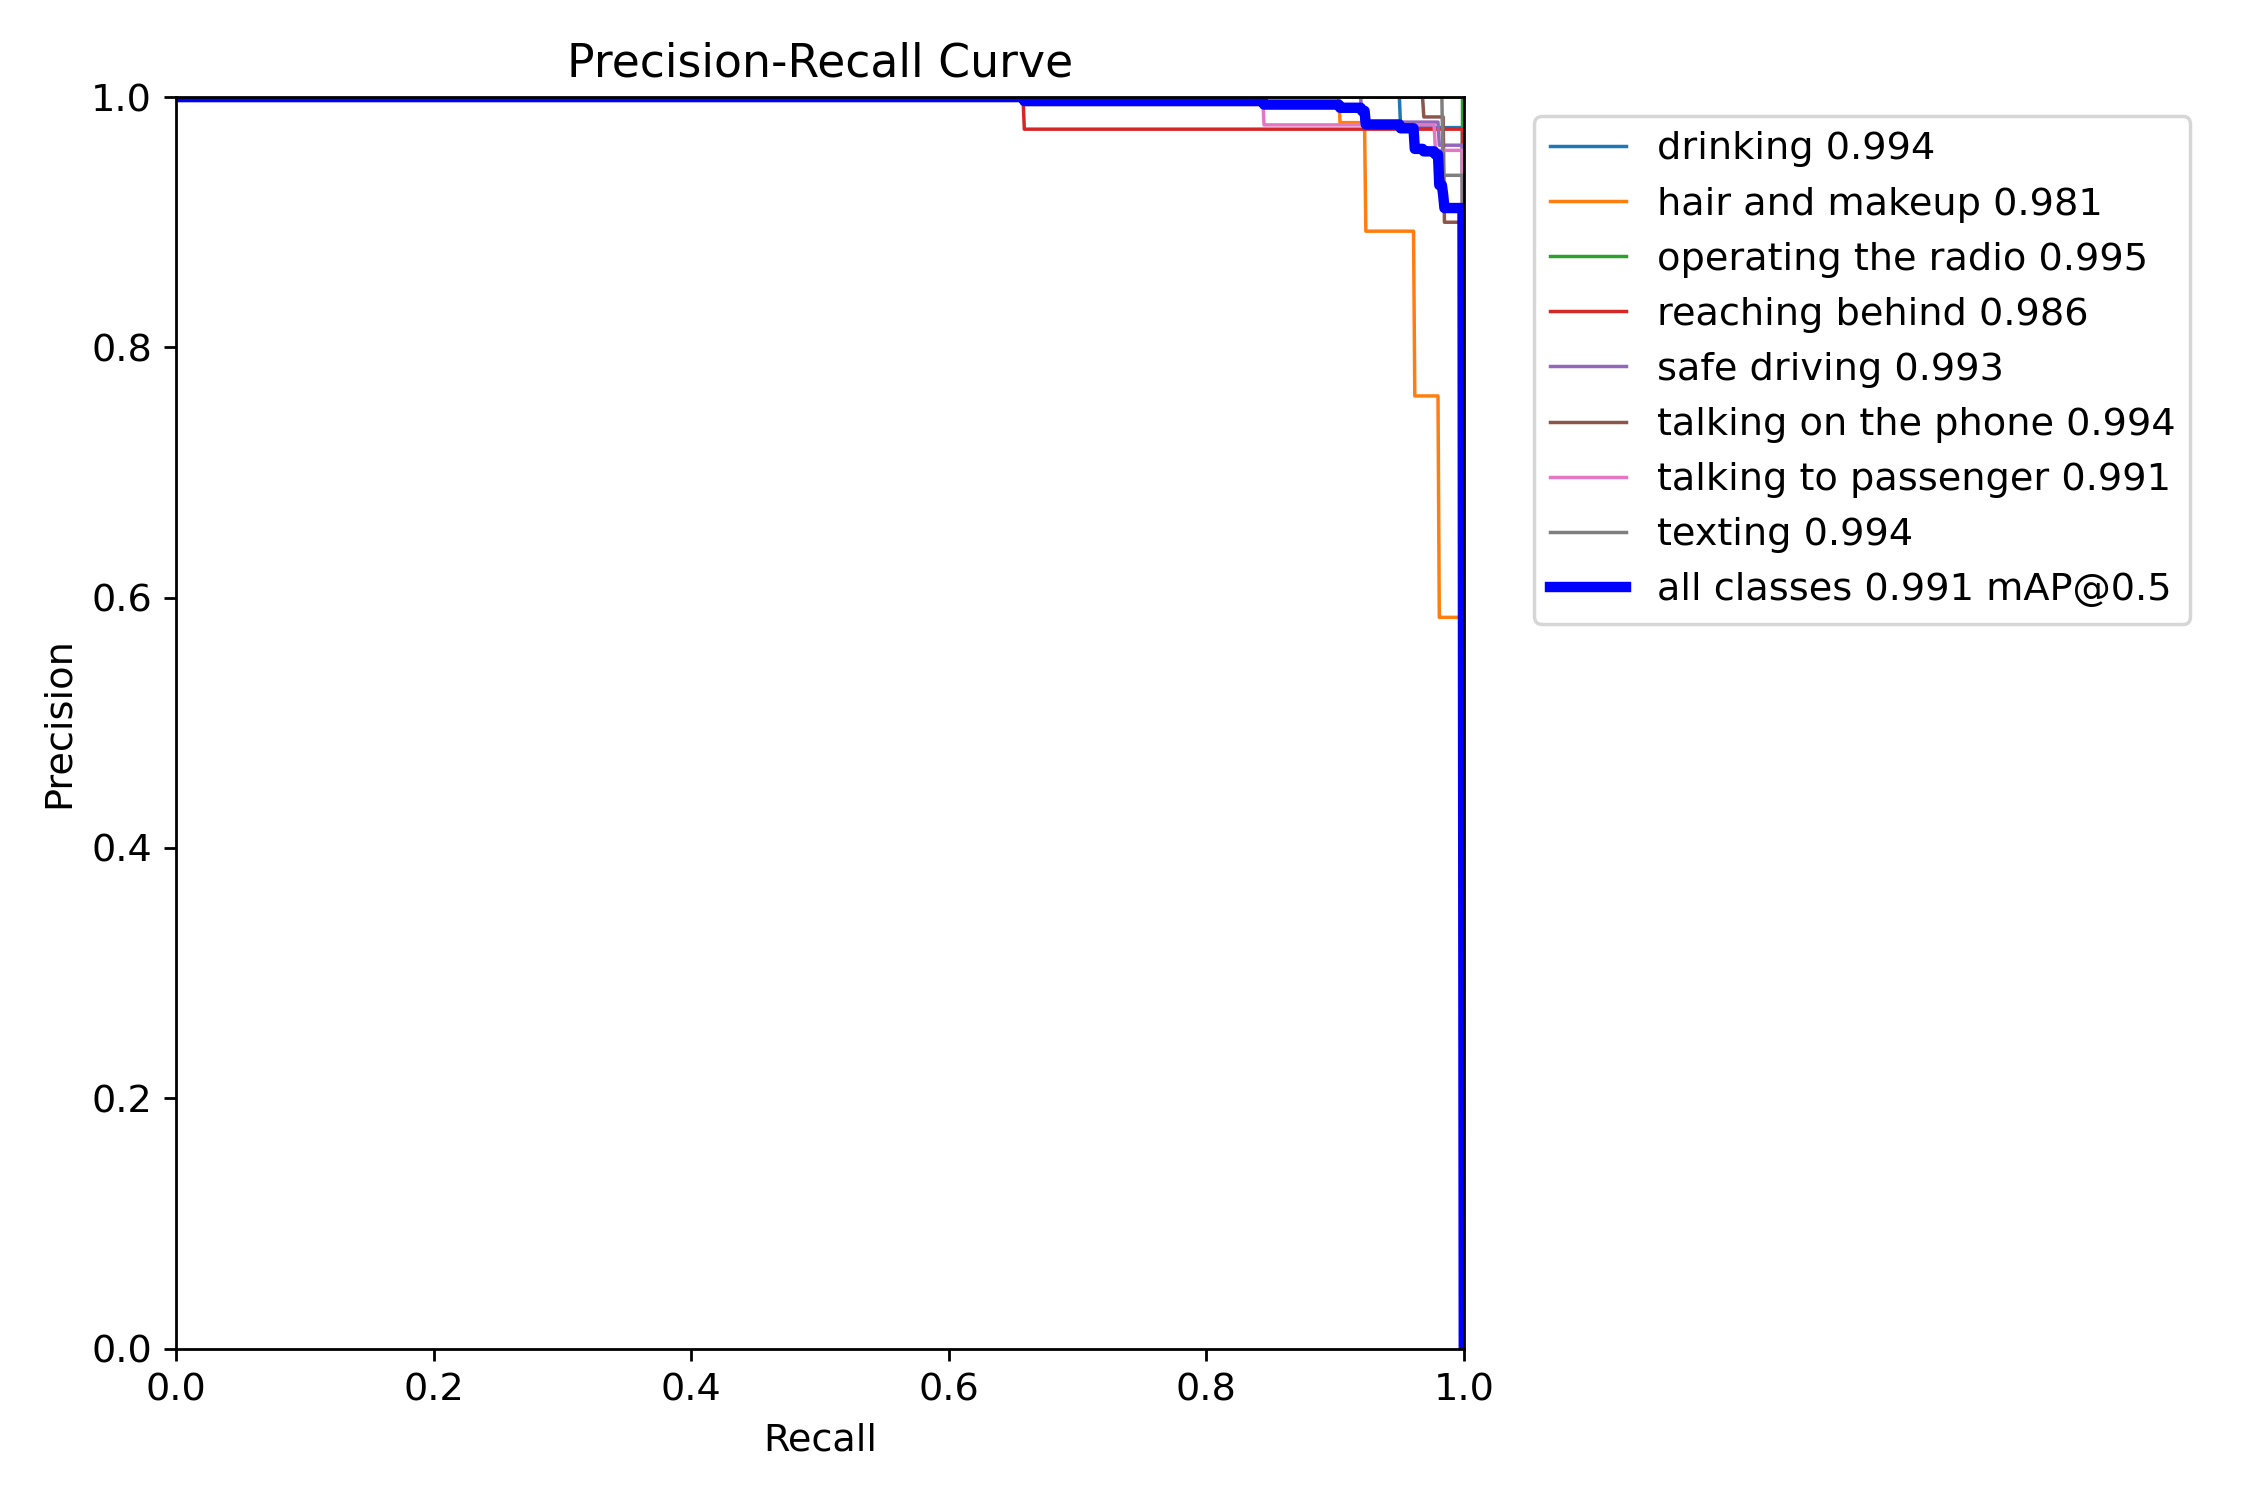 Precision-Recall Curve
1.0
0.8
0.6
0.4
0.2
0.0
Precision
0.0 0.2 0.4 0.6 0.8 1.0
Recall
drinking 0.994
hair and makeup 0.981
operating the radio 0.995
reaching behind 0.986
safe driving 0.993
talking on the phone 0.994
talking to passenger 0.991
texting 0.994
all classes 0.991 mAP@0.5